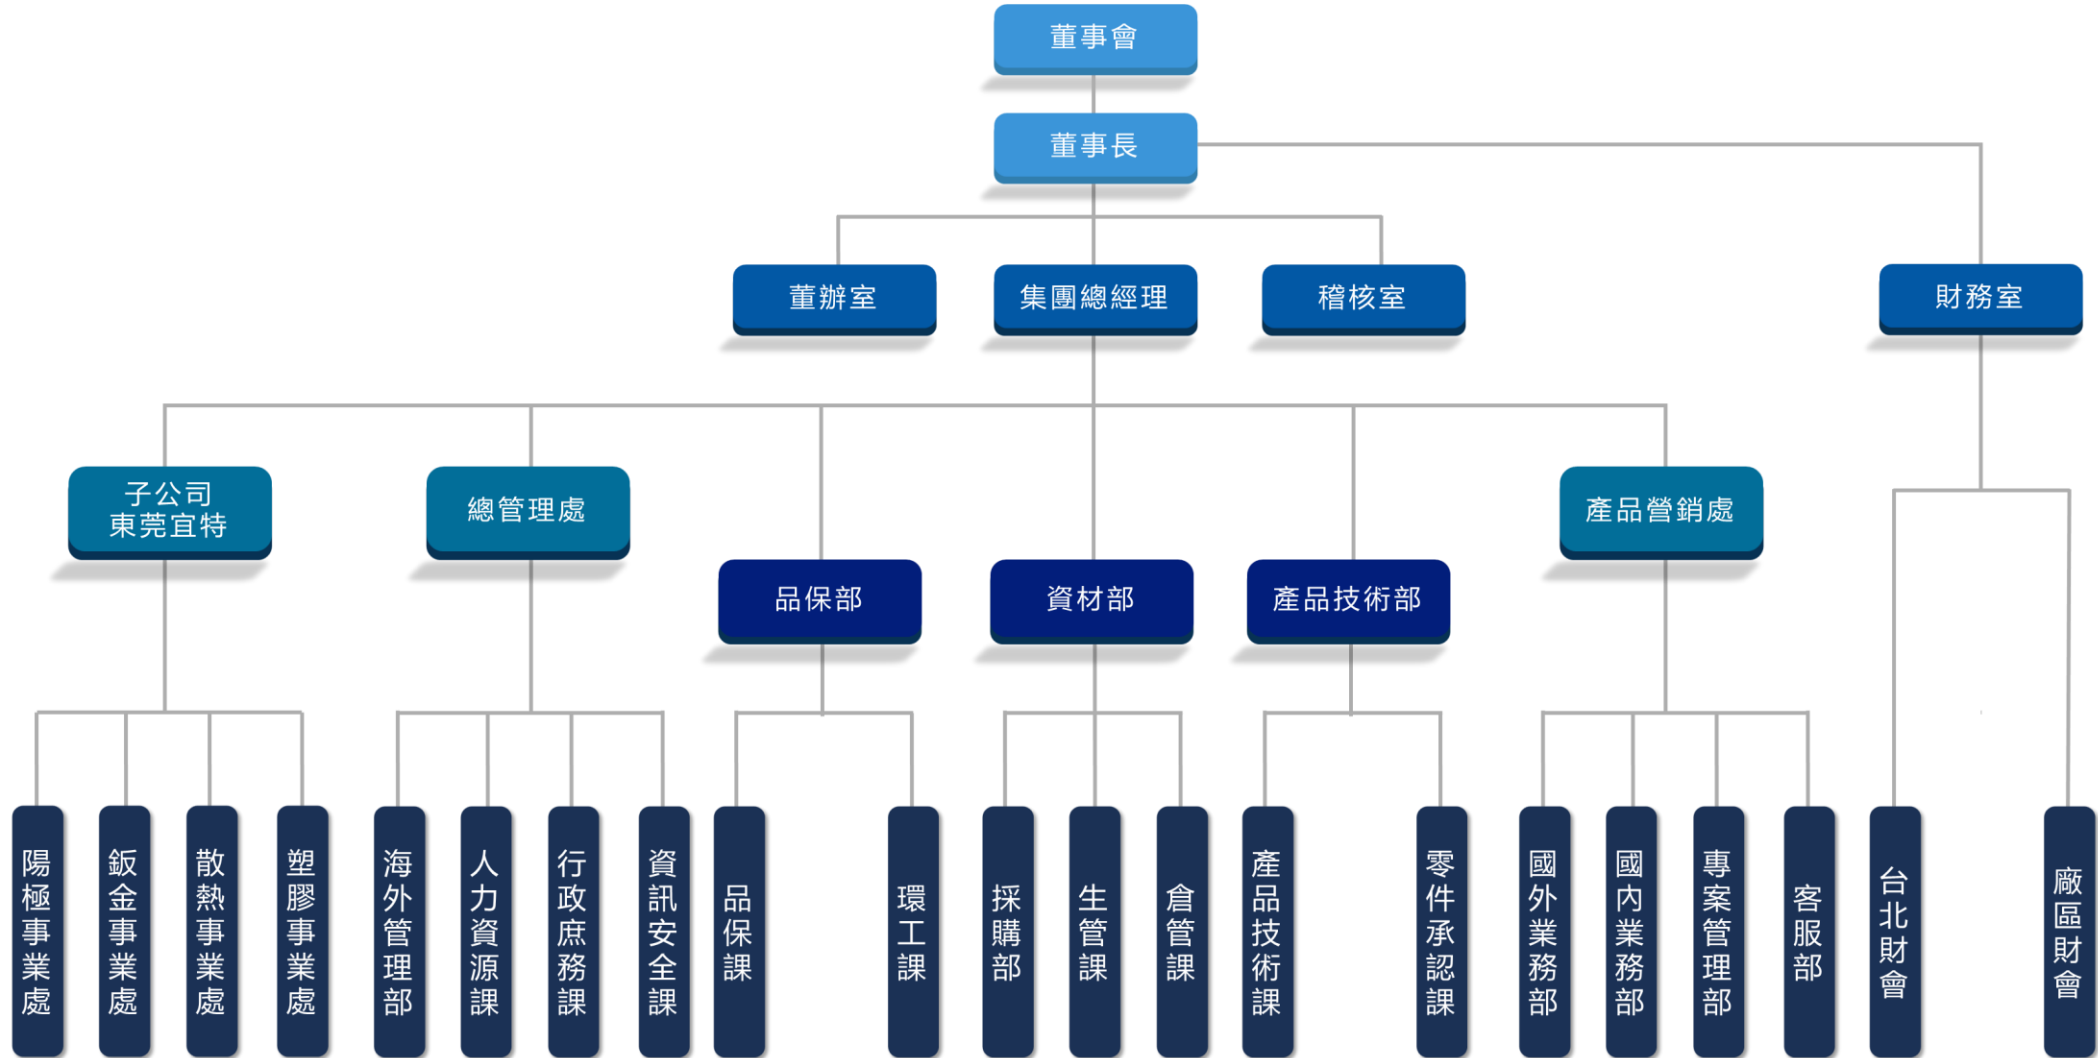 董事會
董事長
董辦室
集團總經理
稽核室
財務室
子公司
東莞宜特
總管理處
產品營銷處
品保部
資材部
產品技術部
陽極事業處
鈑金事業處
散熱事業處
塑膠事業處
海外管理部
人力資源課
行政庶務課
資訊安全課
品保課
環工課
採購部
生管課
倉管課
產品技術課
零件承認課
國外業務部
國內業務部
專案管理部
客服部
台北財會
廠區財會